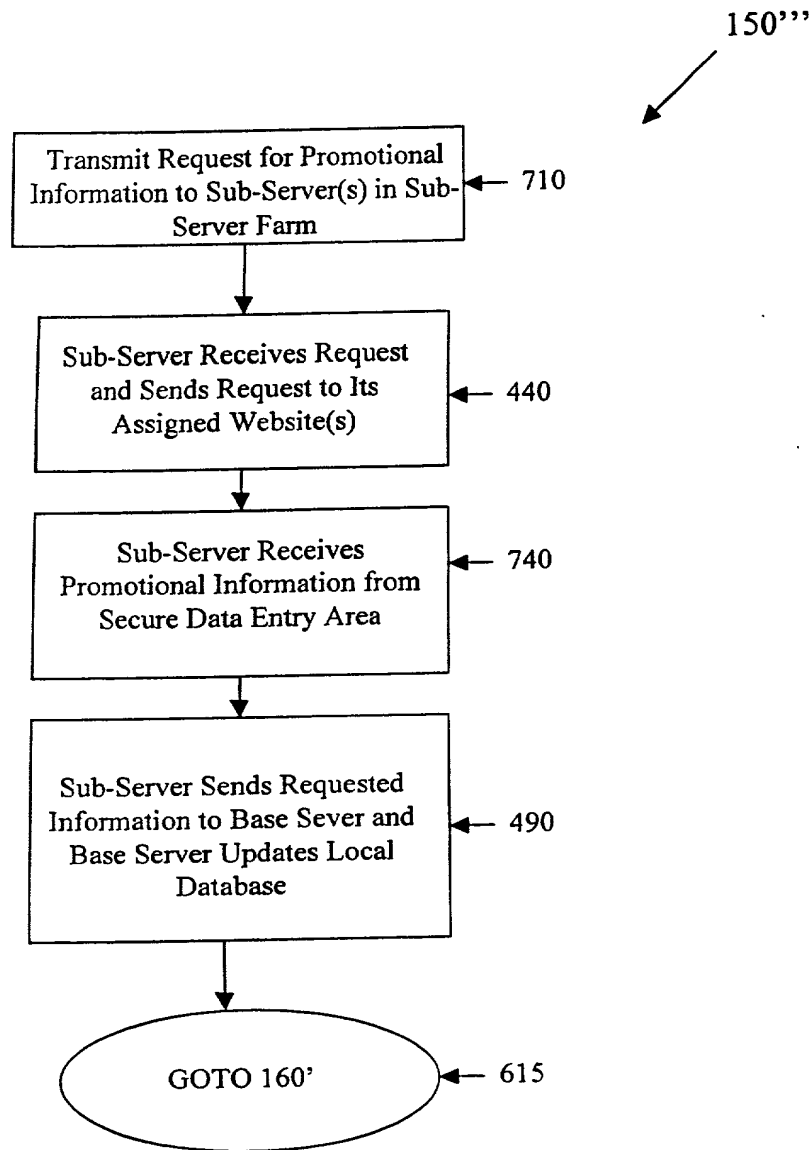 150’’’
Transmit Request for Promotional
Information to Sub-Server(s) in Sub-
Server Farm
710
Sub-Server Receives Request
and Sends Request to Its
Assigned Website(s)
440
Sub-Server Receives
Promotional Information from
Secure Data Entry Area
740
Sub-Server Sends Requested
Information to Base Sever and
Base Server Updates Local
Database
490
GOTO 160’
615